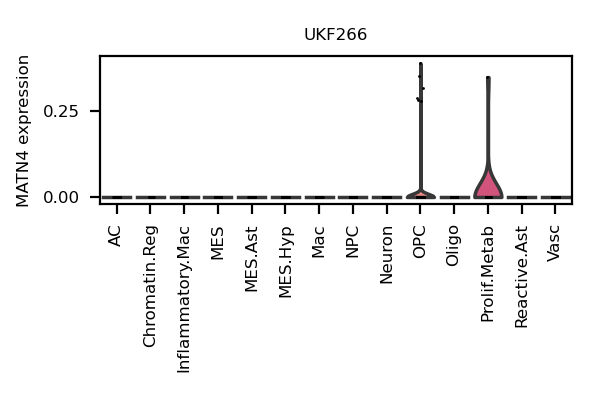 UKF266
MATN4 expression
0.25
0.00
AC
Chromatin.Reg
Inflammatory.Mac
MES
MES.Ast
MES.Hyp
Mac
NPC
Neuron
OPC
Oligo
Prolif.Metab
Reactive.Ast
Vasc